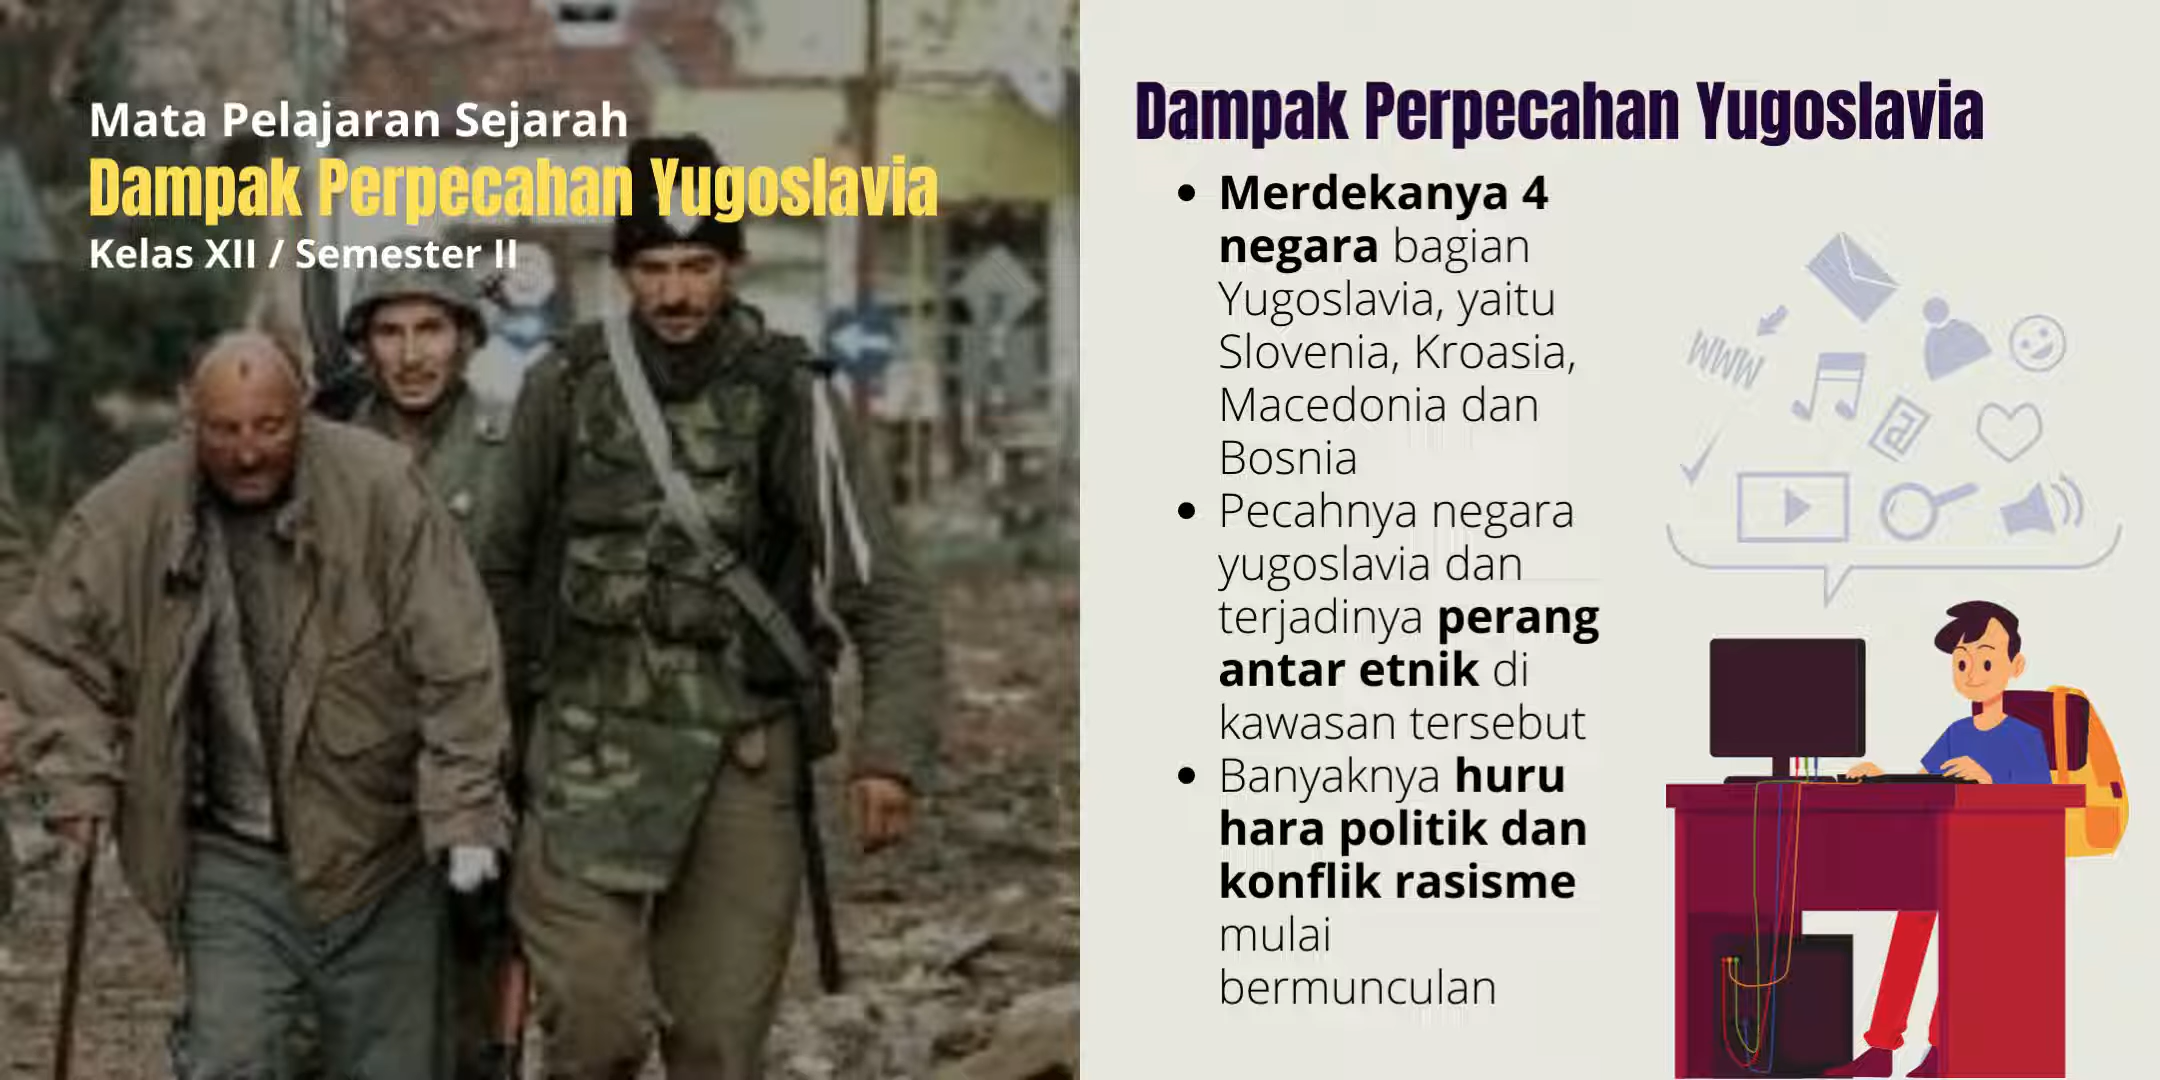 Mata Pelajaran Sejarah
Dampak Perpecahan Yugoslavia
Kelas XII / Semester II
Dampak Perpecahan Yugoslavia
Merdekanya 4
negara bagian
Yugoslavia, yaitu
Slovenia, Kroasia,
Macedonia dan
Bosnia
Pecahnya negara
yugoslavia dan
terjadinya perang
antar etnik di
kawasan tersebut
Banyaknya huru
hara politik dan
konflik rasisme
mulai
bermunculan
www
@